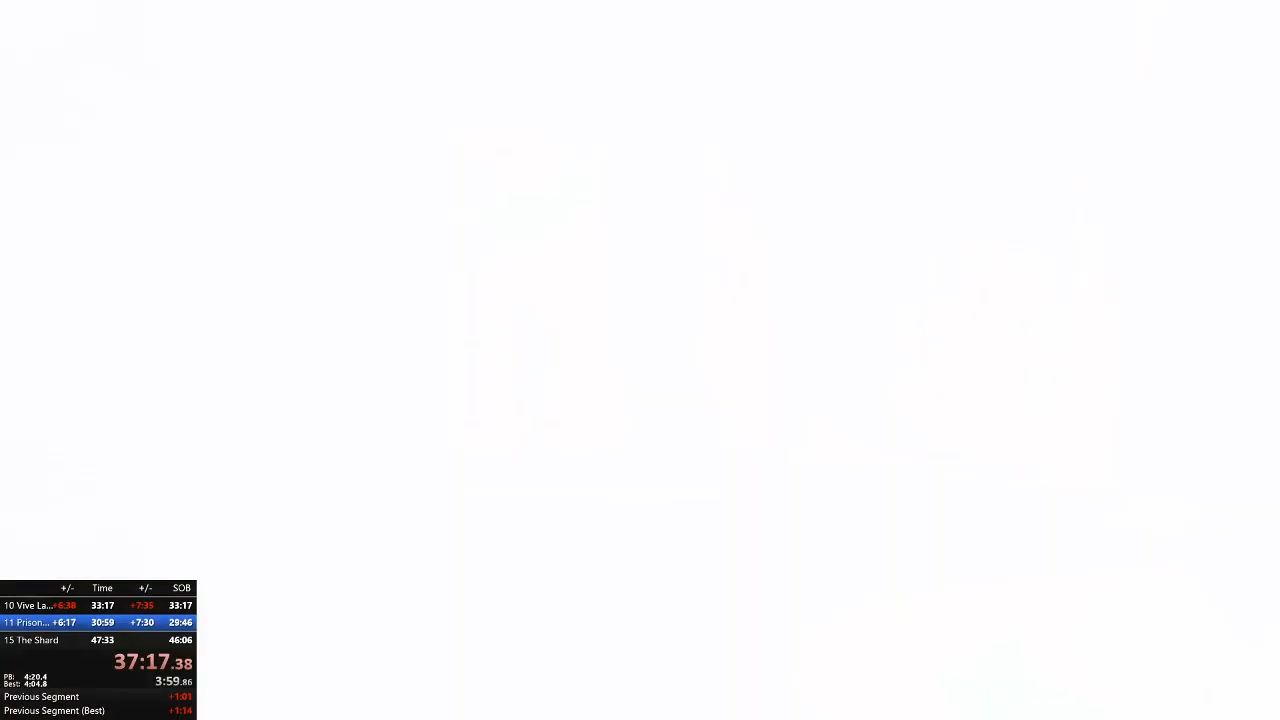 +/- Time +/- SOB
10 Vive La... +6:38 33:17 +7:35 33:17
11 Prison... +6:17 30:59 +7:30 29:46
15 The Shard 47:33 46:06
37:17.38
PB: 4:20.4
Best: 4:04.8 3:59.86
Previous Segment +1:01
Previous Segment (Best) +1:14